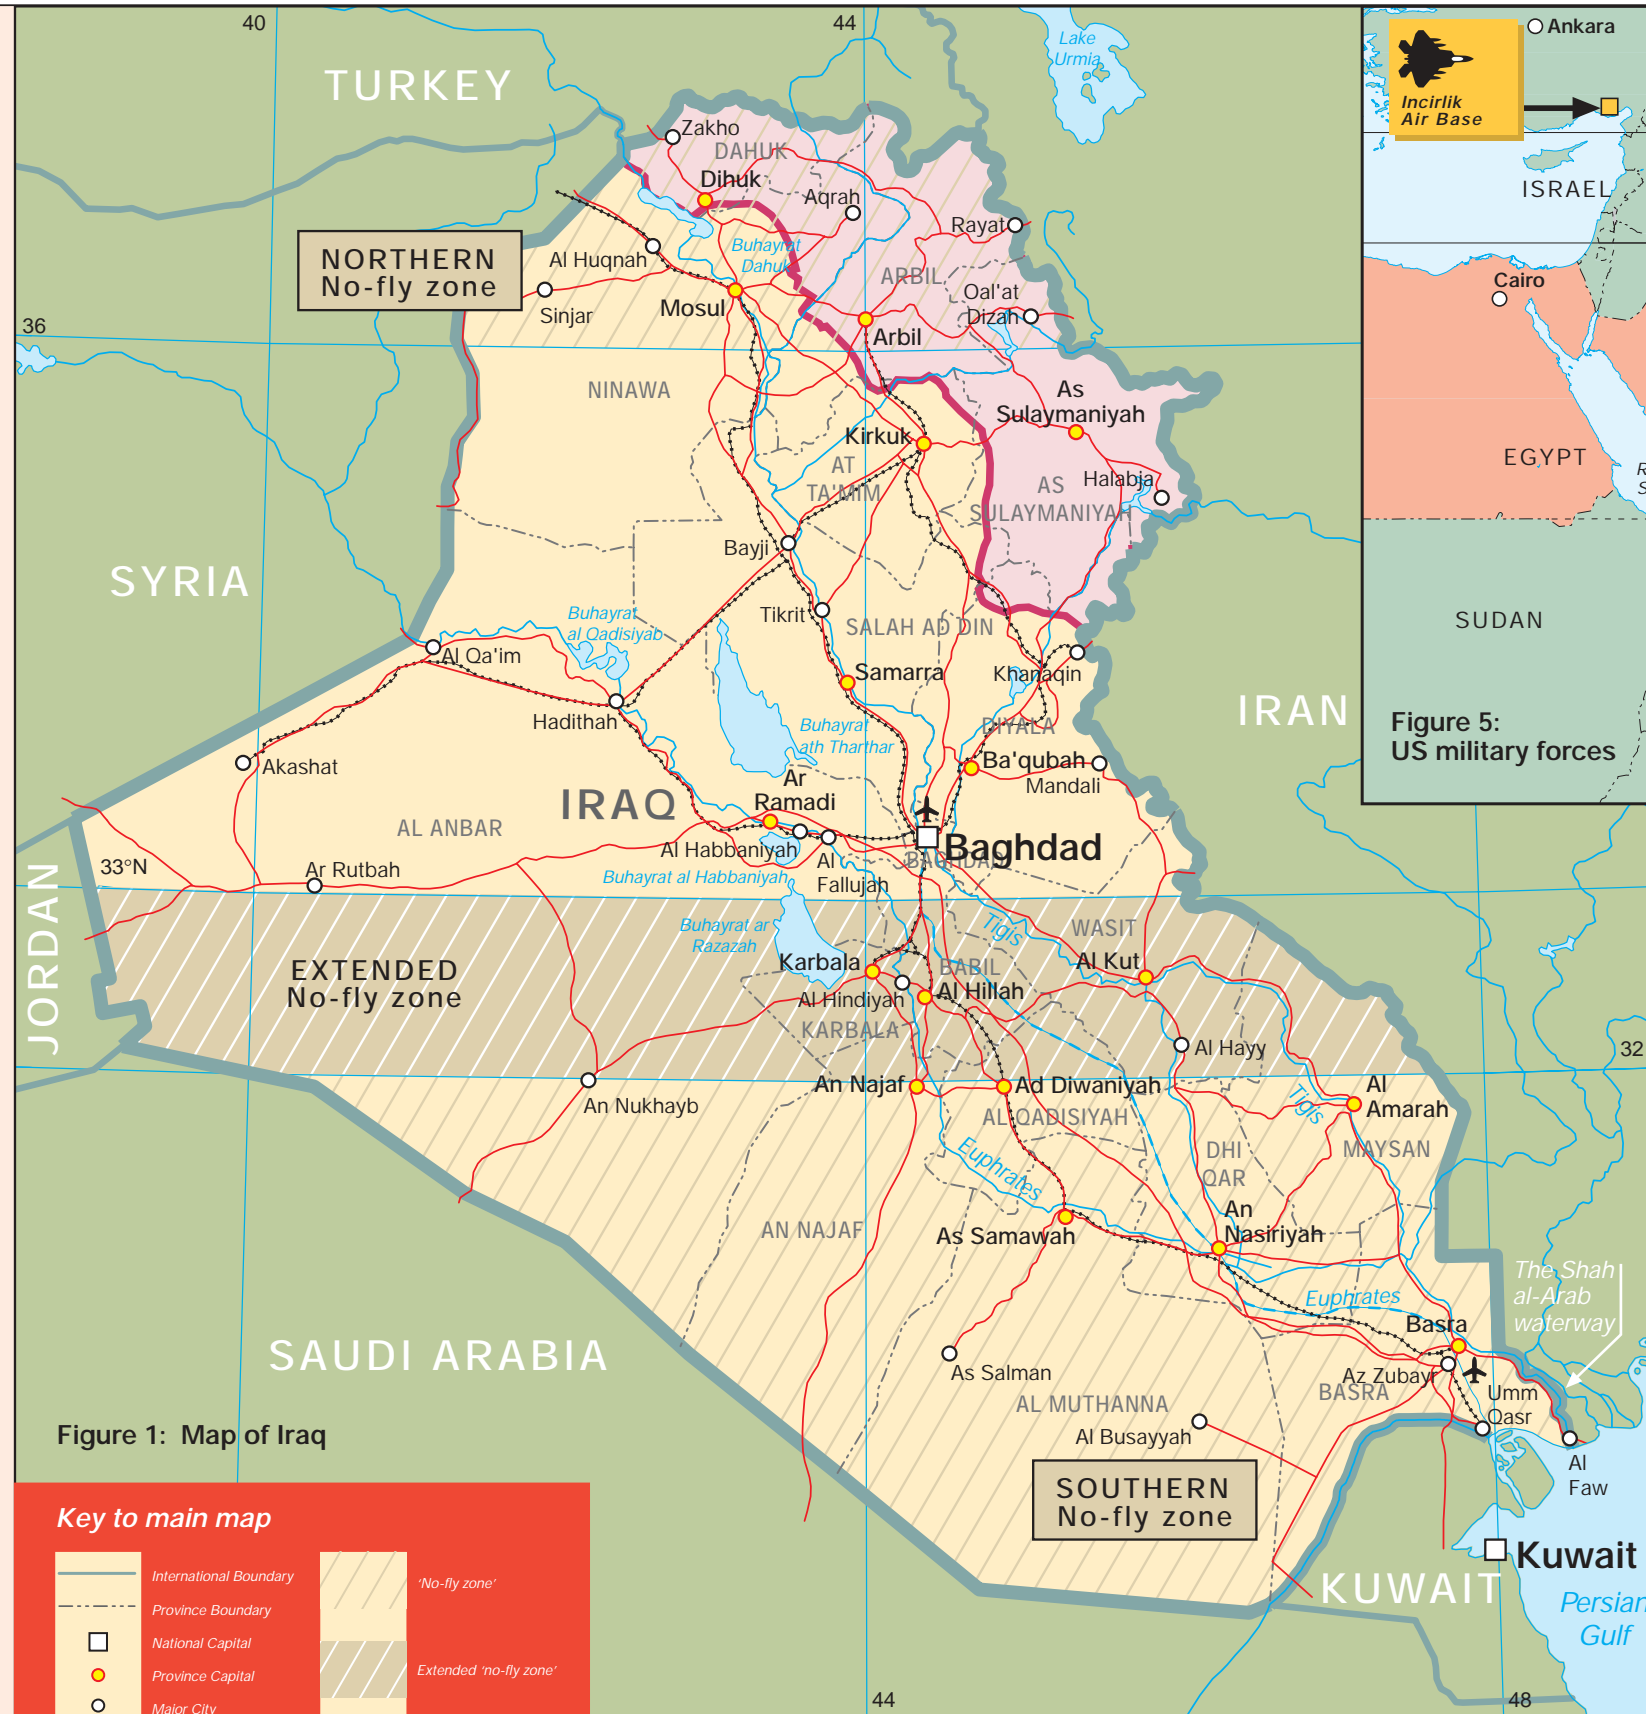 40
44
TURKEY
Lake
Urmia
Incirlik
Air Base
Ankara
ISRAEL
Cairo
EGYPT
SUDAN
Figure 5:
US military forces
Zakho
DAHUK
Dihuk
Aqrah
Rayat
NORTHERN
No-fly zone
Al Huqnah
Buhayrat
Dahuk
ARBIL
Oal'at
Dizah
Sinjar
Mosul
Arbil
36
NINAWA
As
Sulaymaniyah
Kirkuk
AT
TA'MIM
AS
SULAYMANIYAH
Halabja
Bayji
SYRIA
Tikrit
SALAH AD DIN
Buhayrat
al Qadisiyab
Al Qa'im
Samarra
Khanaqin
IRAN
Hadithah
Buhayrat
ath Tharthar
DIYALA
Akashat
Ba'qubah
Mandali
Ar
Ramadi
IRAQ
AL ANBAR
Baghdad
BAGHDAD
Al Habbaniyah
Al
Fallujah
33°N
Ar Rutbah
Buhayrat al Habbaniyah
JORDAN
Buhayrat ar
Razazah
Tigis
WASIT
EXTENDED
No-fly zone
Karbala
BABIL
Al Kut
Al Hindiyah
Al Hillah
KARBALA
Al Hayy
32
An Najaf
Ad Diwaniyah
An Nukhayb
AL QADISIYAH
Tigis
Al
Amarah
Euphrates
DHI
QAR
MAYSAN
AN NAJAF
As Samawah
An
Nasiriyah
The Shah
al-Arab
waterway
Euphrates
Basra
SAUDI ARABIA
As Salman
Az Zubayr
BASRA
Umm
Qasr
AL MUTHANNA
Al Busayyah
Al
Faw
Figure 1: Map of Iraq
SOUTHERN
No-fly zone
Kuwait
KUWAIT
Persian
Gulf
Key to main map
International Boundary
Province Boundary
National Capital
Province Capital
Major City
'No-fly zone'
Extended 'no-fly zone'
44
48